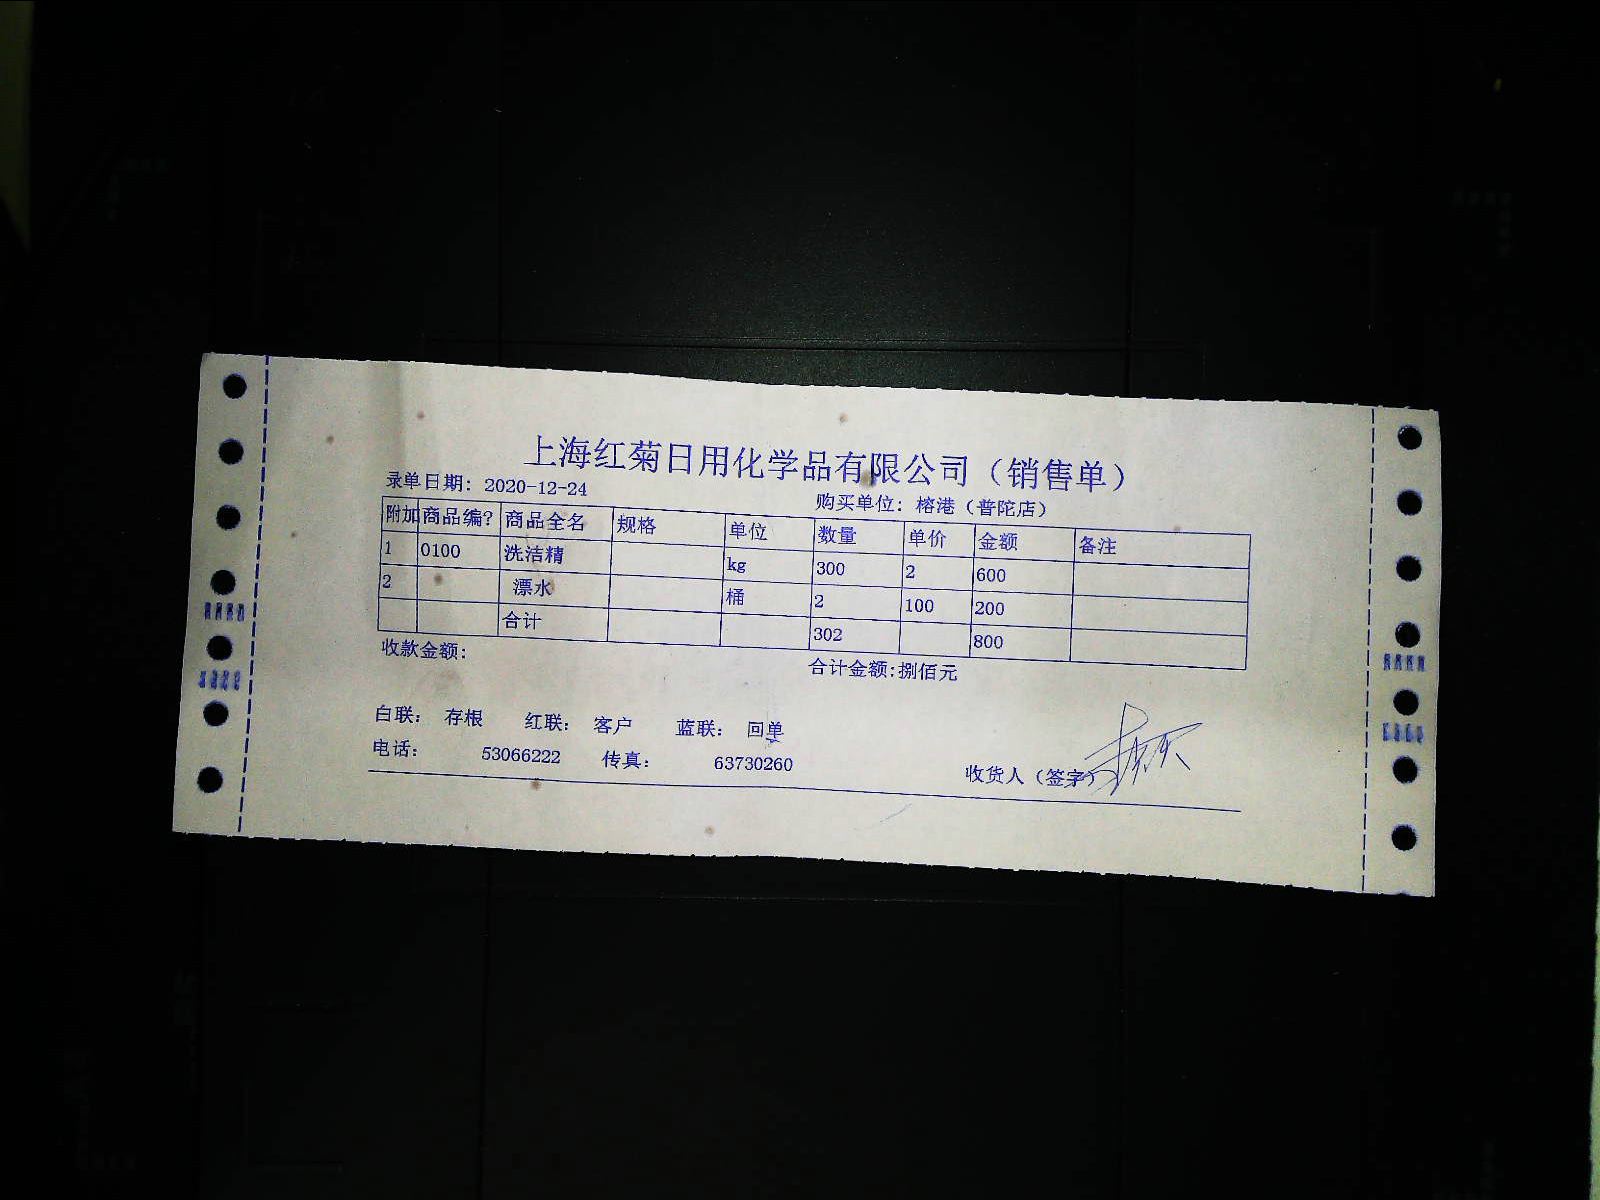 上海红菊日用化学品有限公司（销售单）
录单日期： 2020-12-24 购买单位：榕港（普陀店）
附加 商品编? 商品全名 规格 单位 数量 单价 金额 备注
1 0100 洗洁精 kg 300 2 600
2 漂水 桶 2 100 200
合计 302 800
收款金额： 合计金额:捌佰元
白联： 存根 红联： 客户 蓝联： 回单
电话： 53066222 传真： 63730260 收货人（签字）